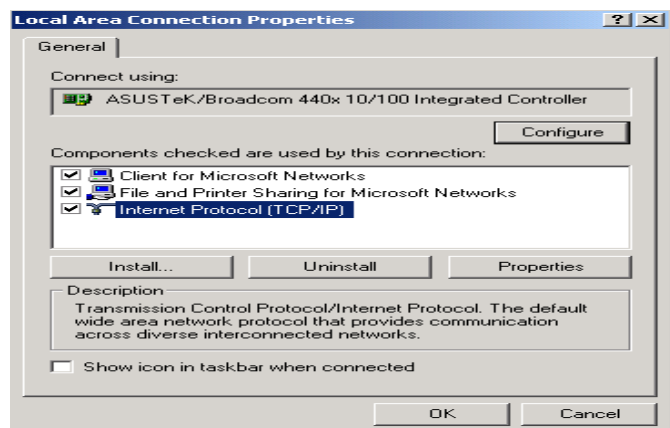 Local Area Connection Properties
General
Connect using:
ASUSTeK/Broadcom 440x 10/100 Integrated Controller
Configure
Components checked are used by this connection:
Client for Microsoft Networks
File and Printer Sharing for Microsoft Networks
Internet Protocol (TCP/IP)
Install... Uninstall Properties
Description
Transmission Control Protocol/Internet Protocol. The default
wide area network protocol that provides communication
across diverse interconnected networks.
Show icon in taskbar when connected
OK Cancel